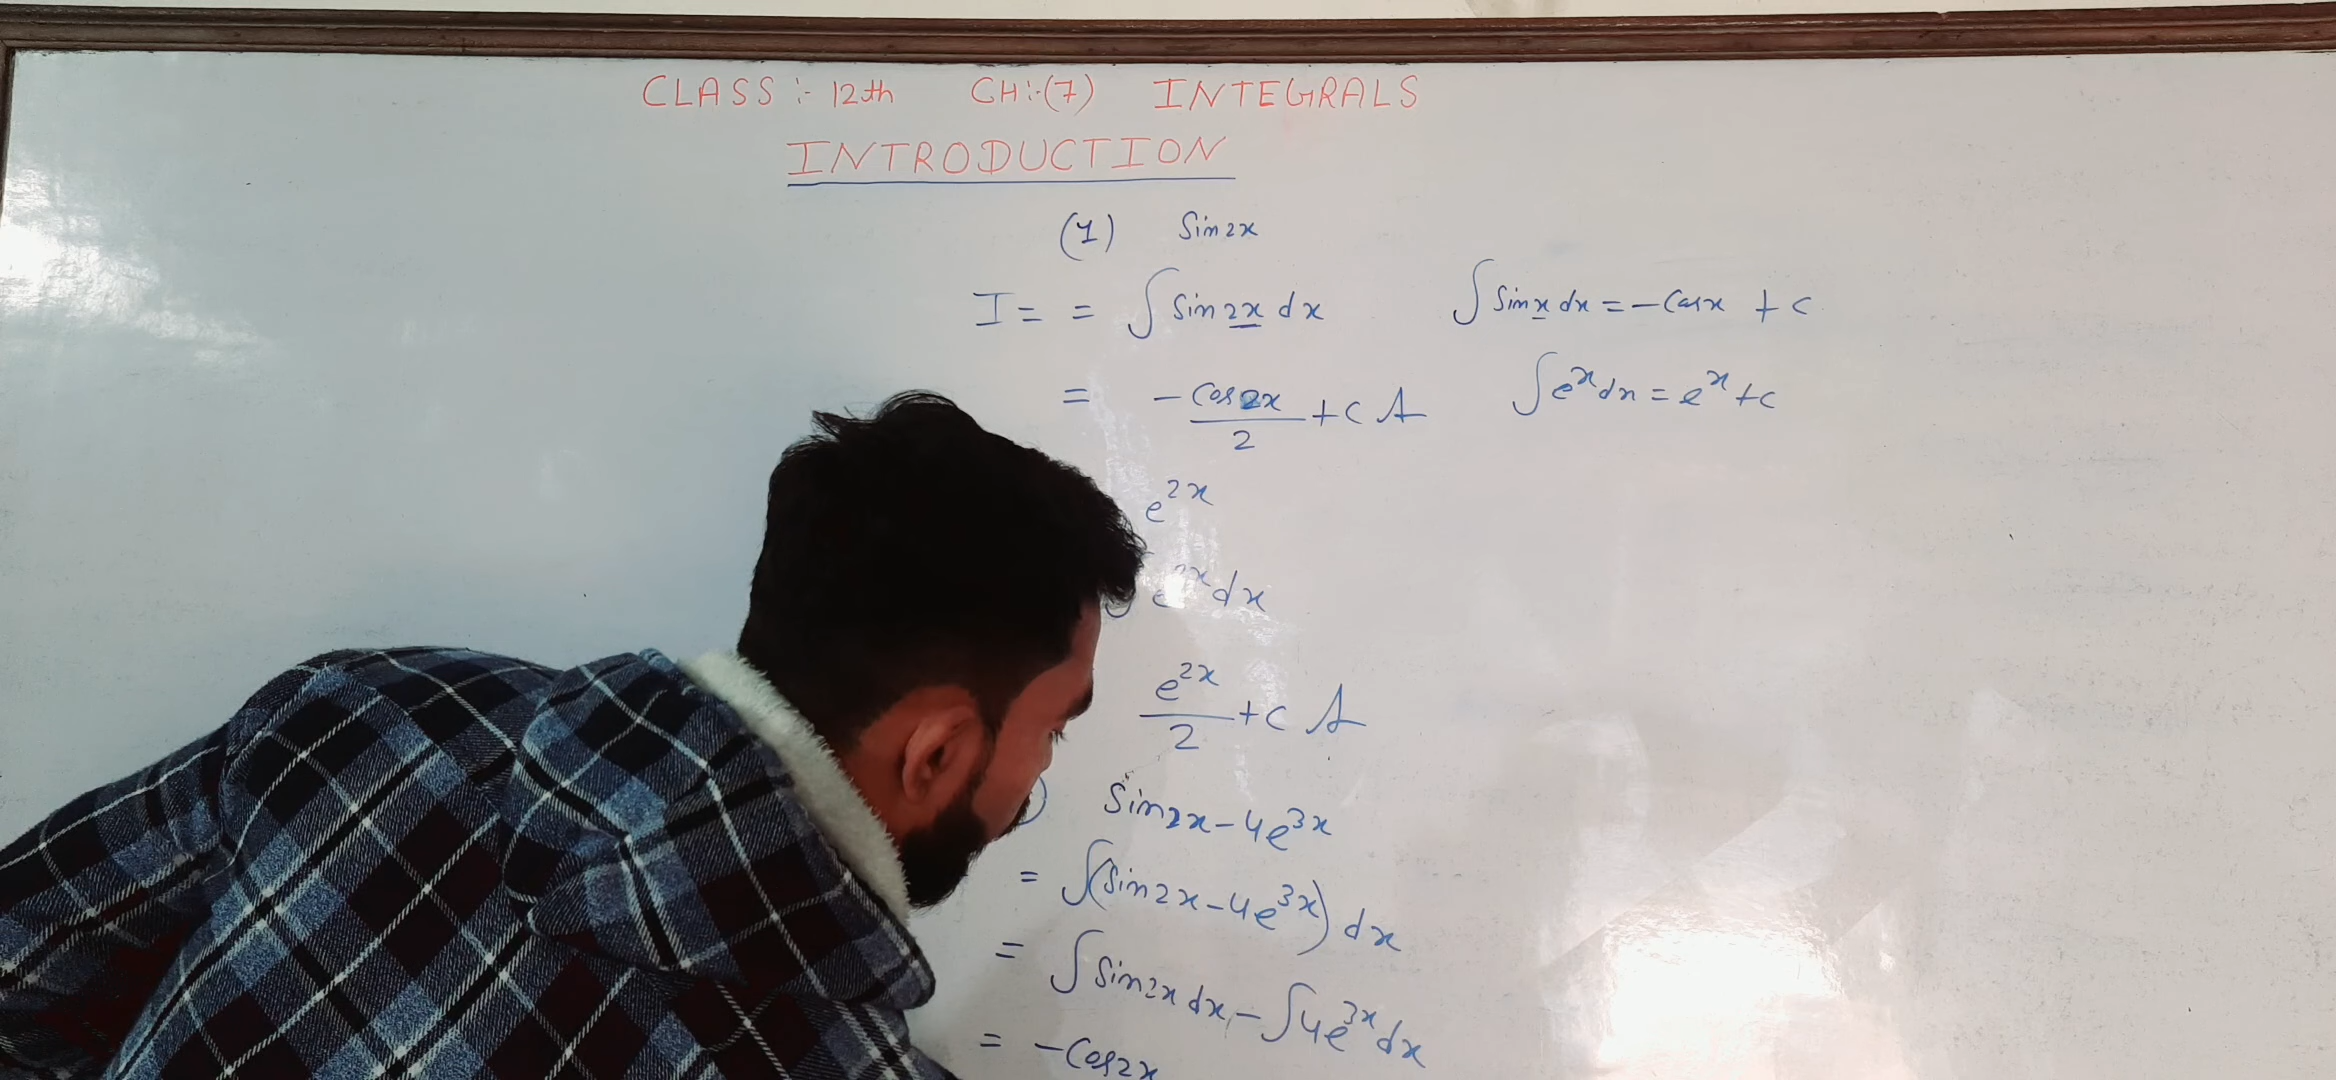 CLASS :- 12th CH:-(7) INTEGRALS
INTRODUCTION
(1) Sin2x
I = = ∫ Sin2x dx ∫ Sinx dx = -Cosx + c
= -Cos2x/2 + c A ∫e^x dx = e^x + c
e^2x
e^2x dx
e^2x/2 + c A
) Sin2x - 4e^3x
= ∫(Sin2x - 4e^3x) dx
= ∫ Sin2x dx - ∫4e^3x dx
= -Cos2x